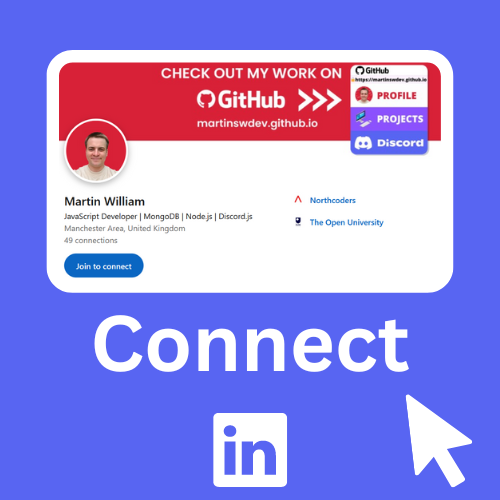 CHECK OUT MY WORK ON
GitHub
martinswdev.github.io
GitHub
https://martinswdev.github.io
PROFILE
PROJECTS
Discord
Martin William
JavaScript Developer | MongoDB | Node.js | Discord.js
Manchester Area, United Kingdom
49 connections
Join to connect
Northcoders
The Open University
Connect
in